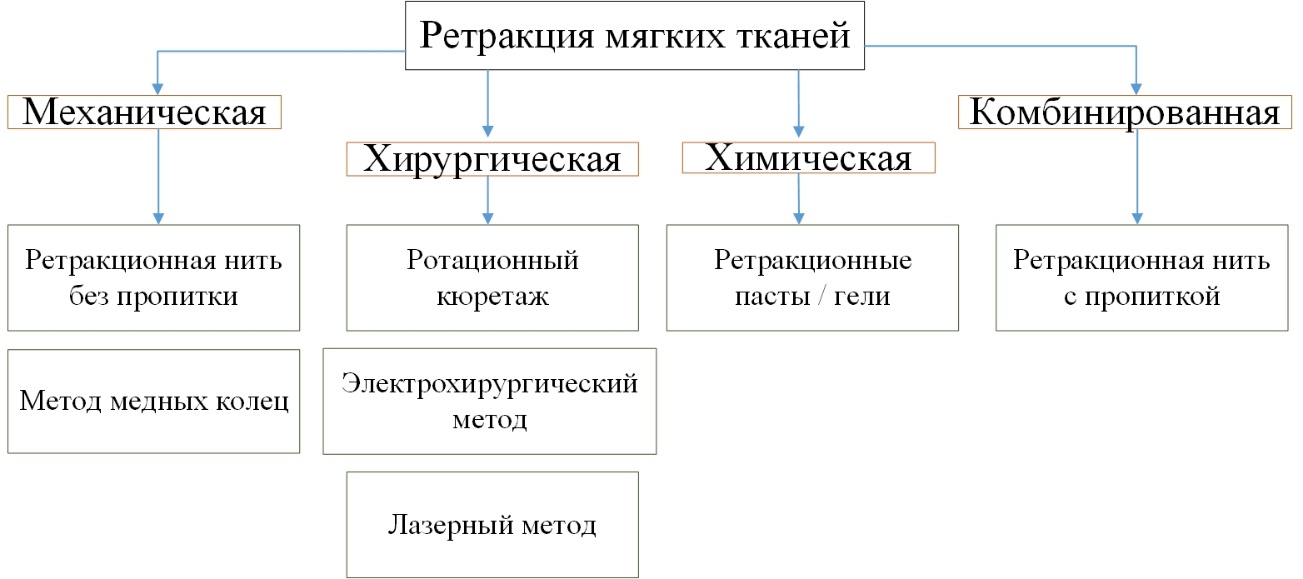 Ретракция мягких тканей
Механическая
Комбинированная
Хирургическая
Химическая
Ретракционная нить
без пропитки
Ротационный
кюретаж
Ретракционные
пасты / гели
Ретракционная нить
с пропиткой
Метод медных колец
Электрохирургический
метод
Лазерный метод